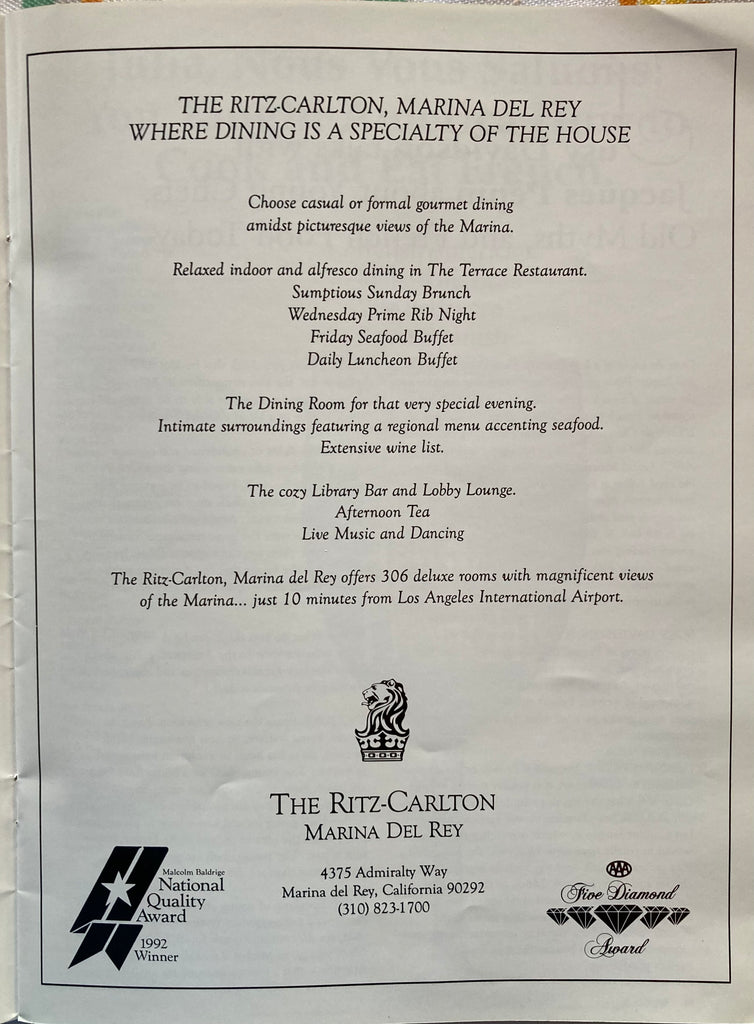 THE RITZ-CARLTON, MARINA DEL REY
WHERE DINING IS A SPECIALTY OF THE HOUSE
Choose casual or formal gourmet dining
amidst picturesque views of the Marina.
Relaxed indoor and alfresco dining in The Terrace Restaurant.
Sumptious Sunday Brunch
Wednesday Prime Rib Night
Friday Seafood Buffet
Daily Luncheon Buffet
The Dining Room for that very special evening.
Intimate surroundings featuring a regional menu accenting seafood.
Extensive wine list.
The cozy Library Bar and Lobby Lounge.
Afternoon Tea
Live Music and Dancing
The Ritz-Carlton, Marina del Rey offers 306 deluxe rooms with magnificent views
of the Marina... just 10 minutes from Los Angeles International Airport.
THE RITZ-CARLTON
MARINA DEL REY
4375 Admiralty Way
Marina del Rey, California 90292
(310) 823-1700
Malcolm Baldrige
National
Quality
Award
1992
Winner
AAA
Five Diamond
Award